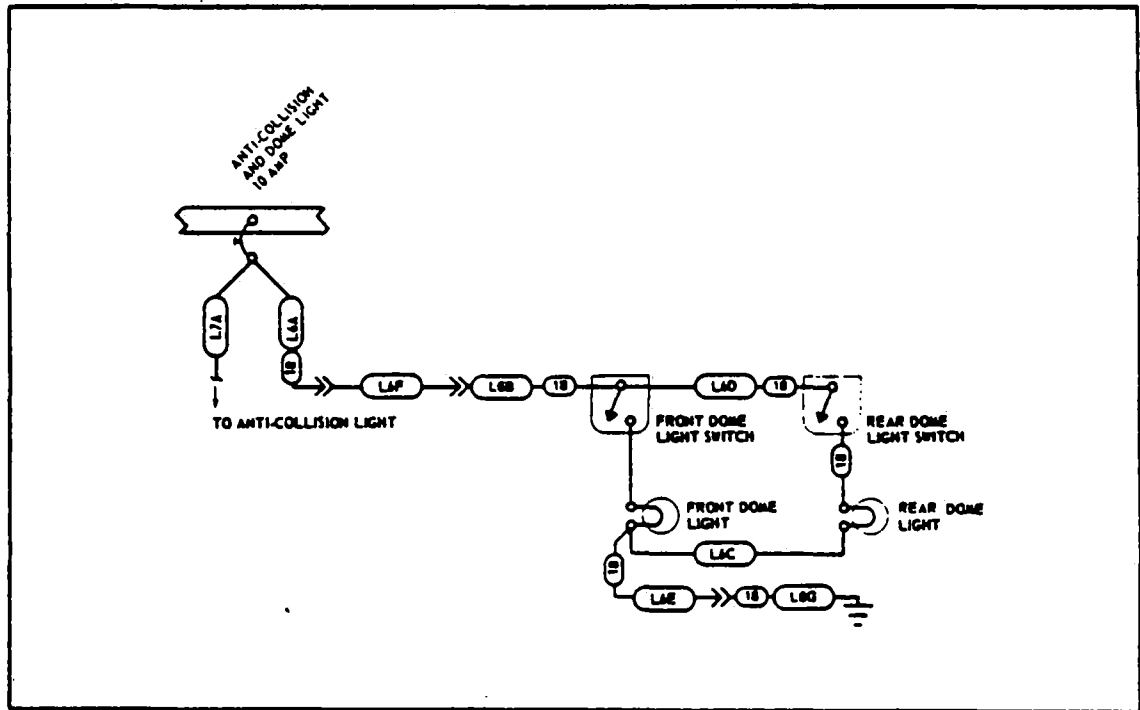 ANTI-COLLISION
AND DOME LIGHT
10 AMP
L7A
L6A
18
TO ANTI-COLLISION LIGHT
L6F
L6B
18
L6D
18
FRONT DOME
LIGHT SWITCH
REAR DOME
LIGHT SWITCH
18
FRONT DOME
LIGHT
REAR DOME
LIGHT
L6C
18
L6E
18
L6G